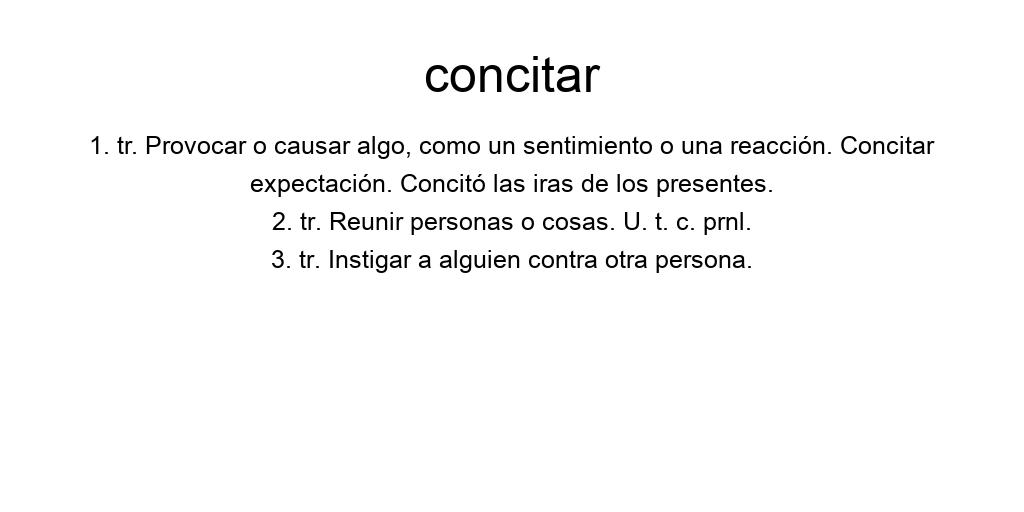 concitar
1. tr. Provocar o causar algo, como un sentimiento o una reacción. Concitar
expectación. Concitó las iras de los presentes.
2. tr. Reunir personas o cosas. U. t. c. prnl.
3. tr. Instigar a alguien contra otra persona.